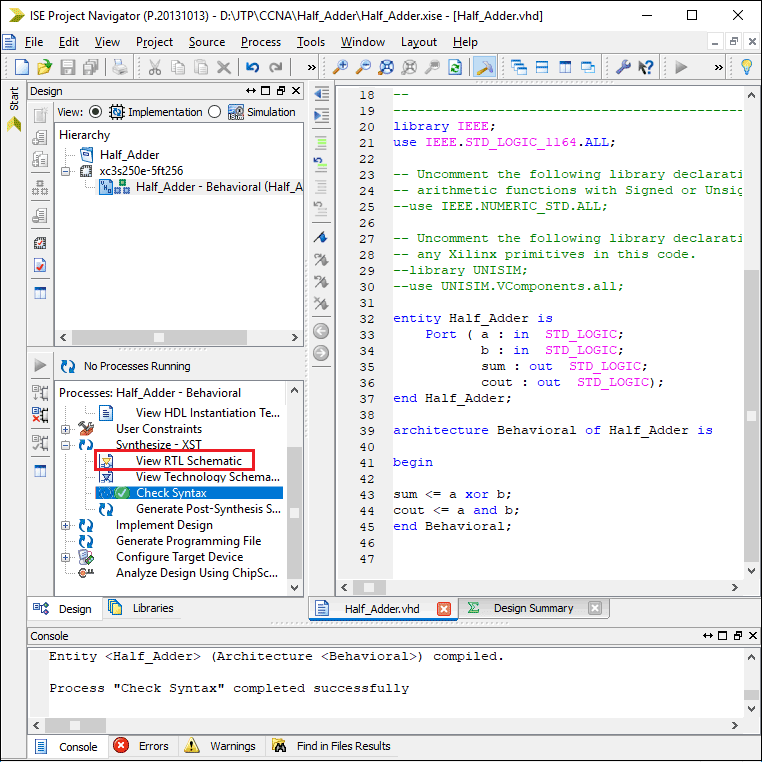 ISE Project Navigator (P.20131013) - D:\JTP\CCNA\Half_Adder\Half_Adder.xise - [Half_Adder.vhd]
File Edit View Project Source Process Tools Window Layout Help
Start
Design
View: Implementation Simulation
Hierarchy
Half_Adder
xc3s250e-5ft256
Half_Adder - Behavioral (Half_A
No Processes Running
Processes: Half_Adder - Behavioral
View HDL Instantiation Te...
User Constraints
Synthesize - XST
View RTL Schematic
View Technology Schema...
Check Syntax
Generate Post-Synthesis S...
Implement Design
Generate Programming File
Configure Target Device
Analyze Design Using ChipSc...
Design Libraries
18 --
19 ----------------------------------------
20 library IEEE;
21 use IEEE.STD_LOGIC_1164.ALL;
22
23 -- Uncomment the following library declarati
24 -- arithmetic functions with Signed or Unsig
25 --use IEEE.NUMERIC_STD.ALL;
26
27 -- Uncomment the following library declarati
28 -- any Xilinx primitives in this code.
29 --library UNISIM;
30 --use UNISIM.VComponents.all;
31
32 entity Half_Adder is
33 Port ( a : in STD_LOGIC;
34 b : in STD_LOGIC;
35 sum : out STD_LOGIC;
36 cout : out STD_LOGIC);
37 end Half_Adder;
38
39 architecture Behavioral of Half_Adder is
40
41 begin
42
43 sum <= a xor b;
44 cout <= a and b;
45 end Behavioral;
46
47
Half_Adder.vhd Design Summary
Console
Entity <Half_Adder> (Architecture <Behavioral>) compiled.
Process "Check Syntax" completed successfully
Console Errors Warnings Find in Files Results